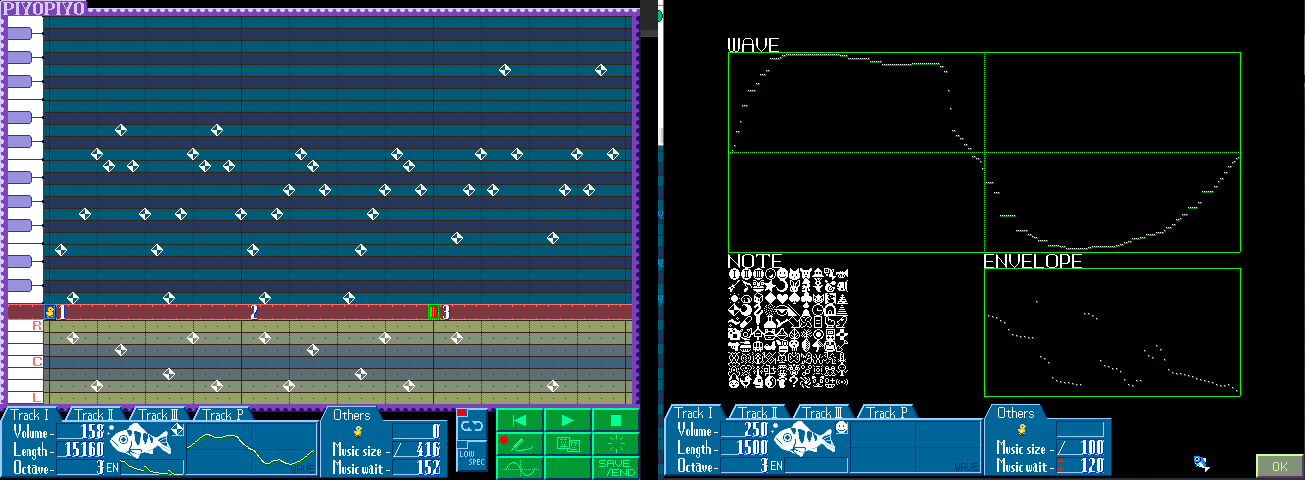 PIYOPIYO
1 2 3
R
C
L
Track I Track II Track III Track P Others
Volume - 158 0
Length - 15160 Music size - / 416
Octave - 3 EN WAVE Music wait - 152
LOW SPEC
SAVE /END
WAVE
NOTE ENVELOPE
Track I Track II Track III Track P Others
Volume - 250
Length - 1500 Music size - / 100
Octave - 3 EN WAVE Music wait - 120
OK